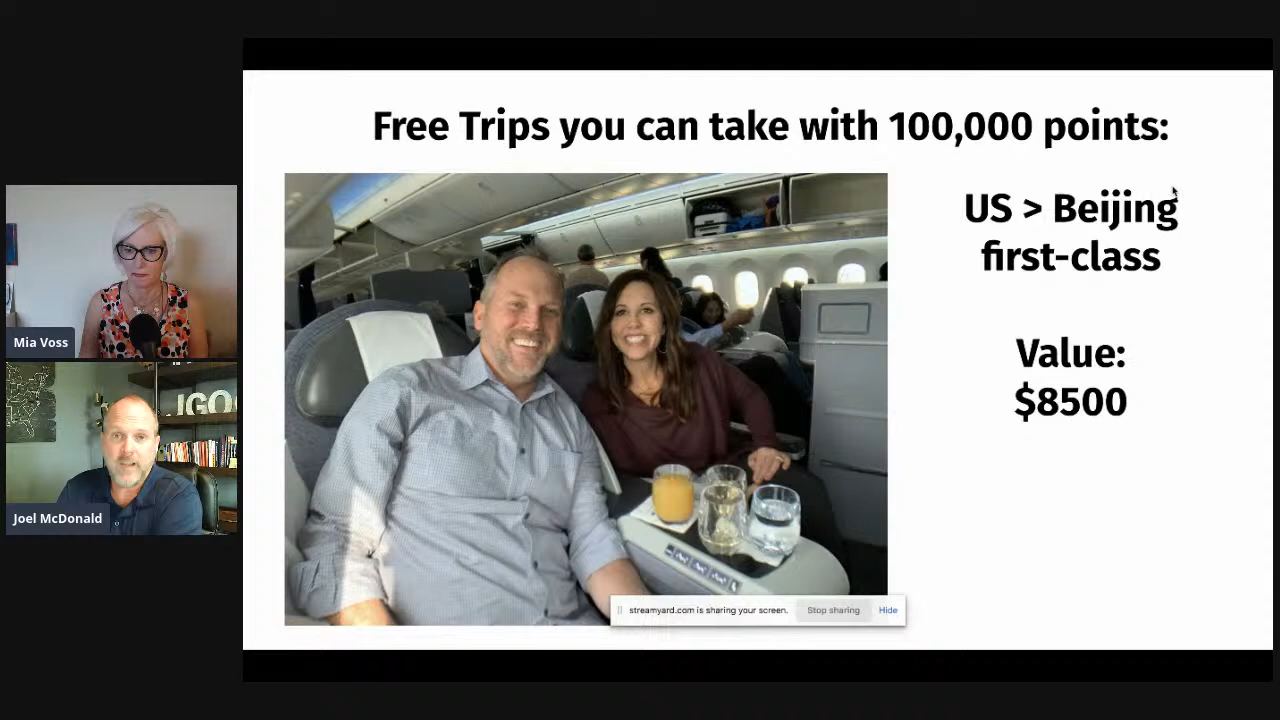 Free Trips you can take with 100,000 points:
US > Beijing
first-class
Value:
$8500
Mia Voss
IGO
Joel McDonald
streamyard.com is sharing your screen.
Stop sharing
Hide